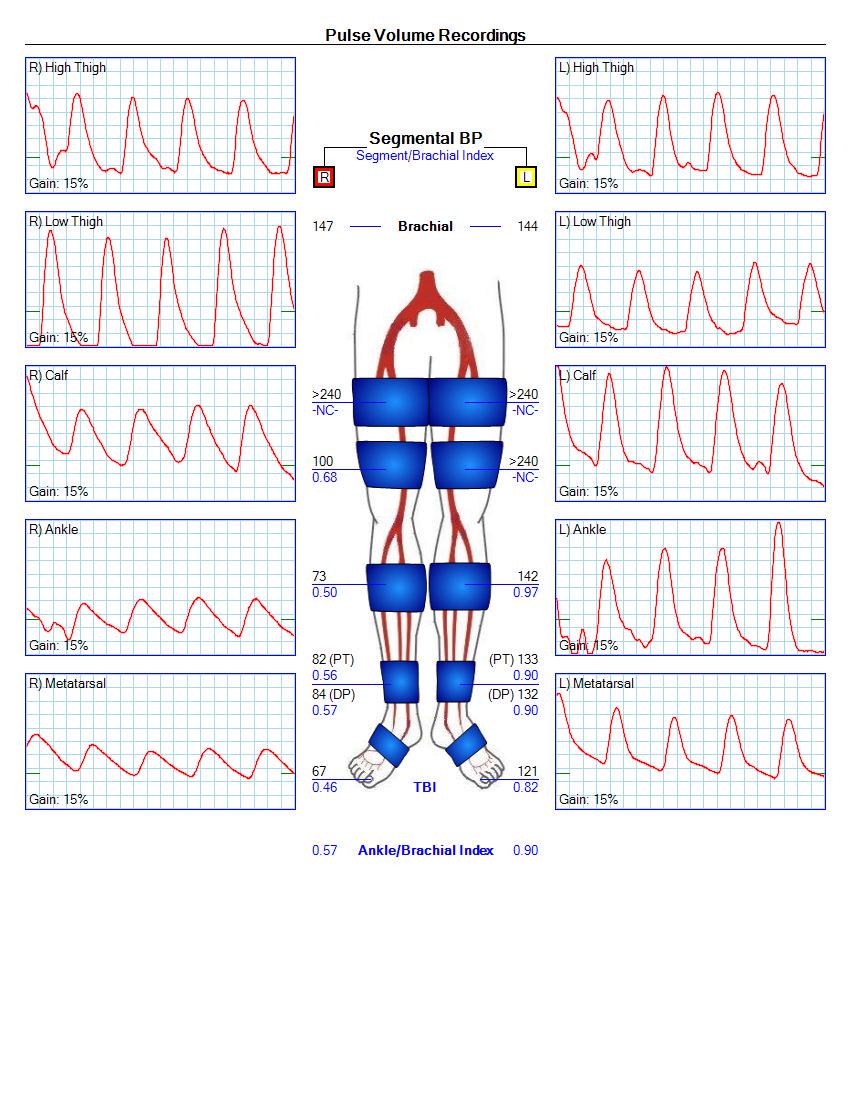 Pulse Volume Recordings
R) High Thigh
Gain: 15%
R) Low Thigh
Gain: 15%
R) Calf
Gain: 15%
R) Ankle
Gain: 15%
R) Metatarsal
Gain: 15%
Segmental BP
Segment/Brachial Index
R
L
147 Brachial 144
>240
-NC-
>240
-NC-
100
0.68
>240
-NC-
73
0.50
142
0.97
82 (PT)
0.56
84 (DP)
0.57
(PT) 133
0.90
(DP) 132
0.90
67
0.46
TBI
121
0.82
0.57 Ankle/Brachial Index 0.90
L) High Thigh
Gain: 15%
L) Low Thigh
Gain: 15%
L) Calf
Gain: 15%
L) Ankle
Gain: 15%
L) Metatarsal
Gain: 15%